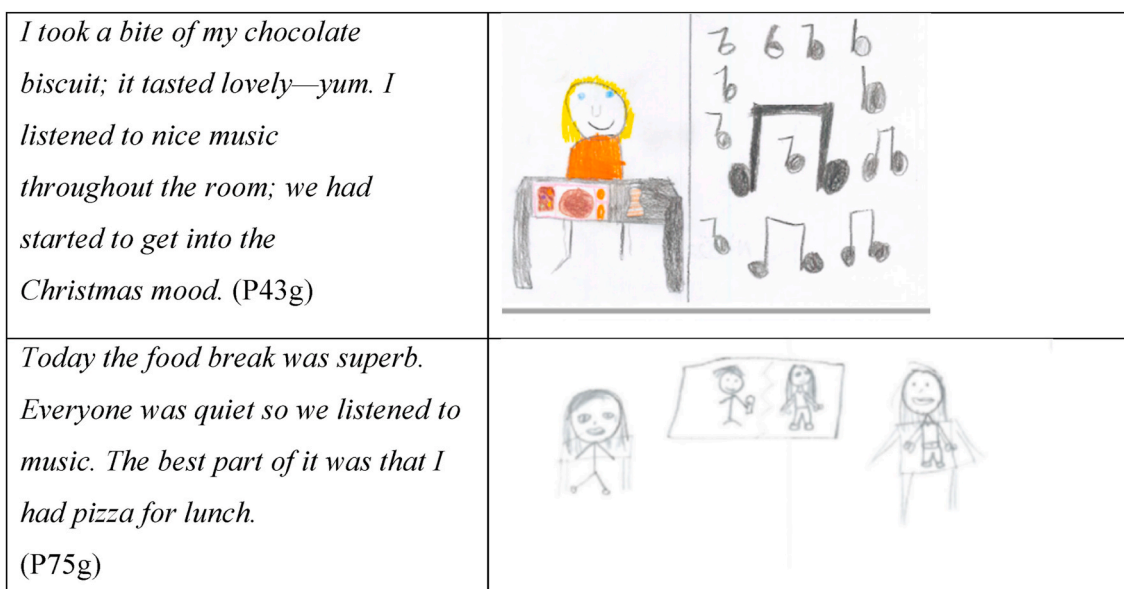 I took a bite of my chocolate
biscuit; it tasted lovely—yum. I
listened to nice music
throughout the room; we had
started to get into the
Christmas mood. (P43g)
Today the food break was superb.
Everyone was quiet so we listened to
music. The best part of it was that I
had pizza for lunch.
(P75g)